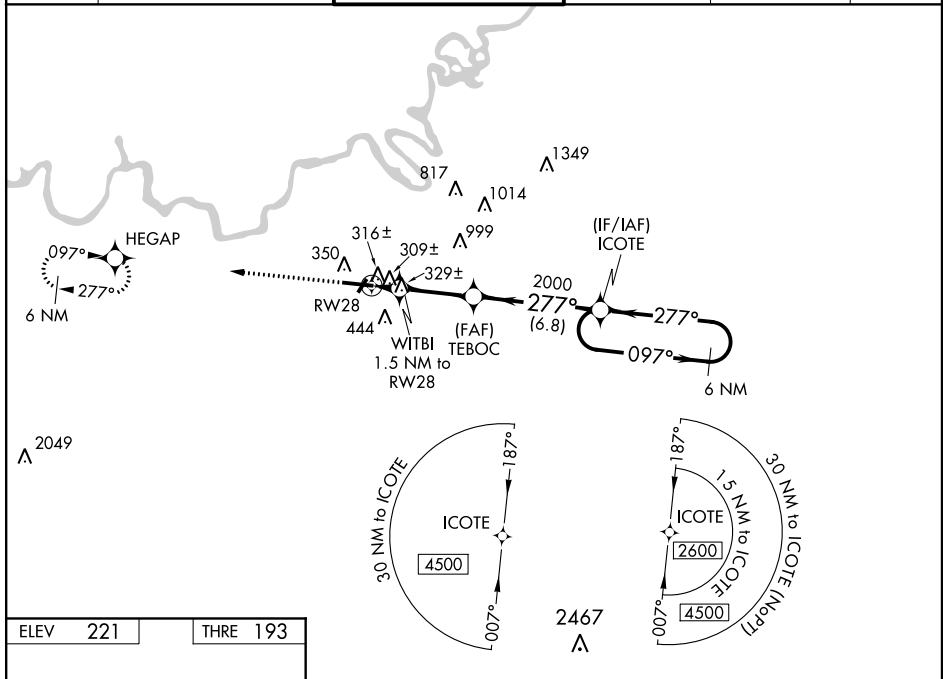 1349
817
1014
(IF/IAF)
ICOTE
316±
999
HEGAP
097°
350
309±
277°
6 NM
329±
2000
277°
(6.8)
277°
RW28
444
(FAF)
TEBOC
097°
WITBI
1.5 NM to
RW28
6 NM
2049
30 NM to ICOTE
187°
ICOTE
4500
007°
187°
15 NM to ICOTE
30 NM to ICOTE (NoPT)
ICOTE
2600
4500
007°
2467
ELEV 221
THRE 193